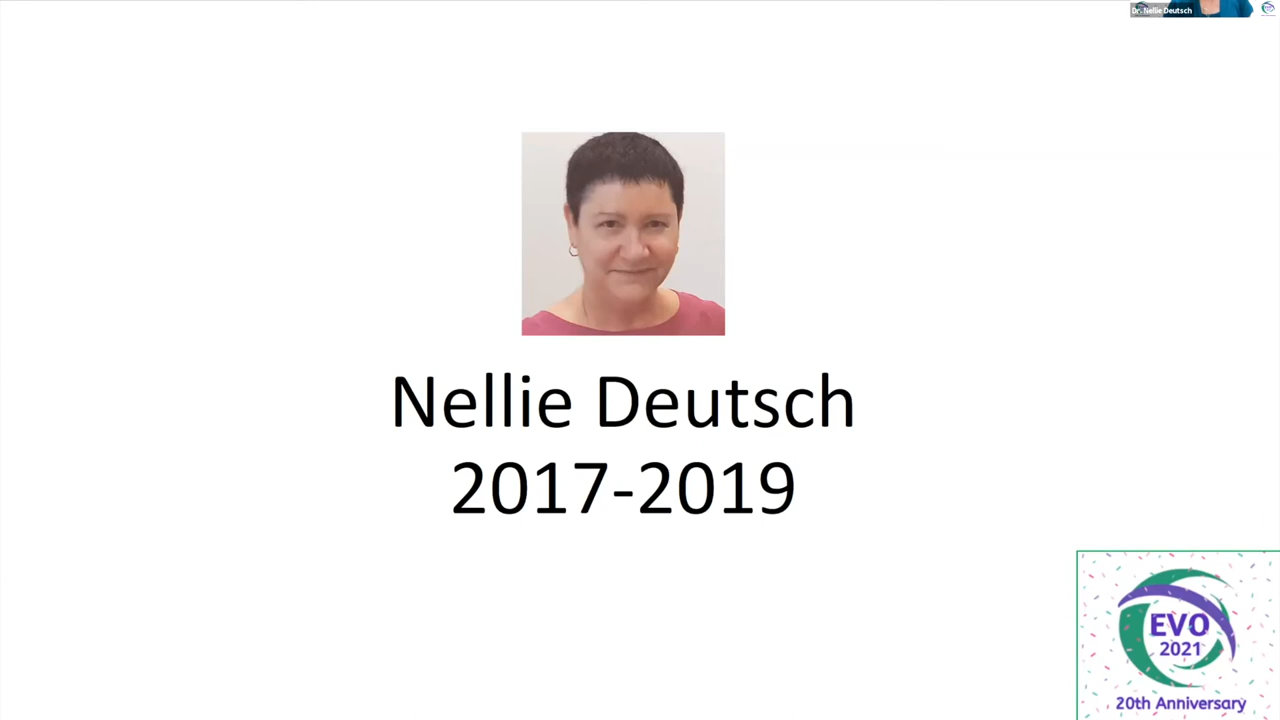 Dr. Nellie Deutsch
Nellie Deutsch
2017-2019
EVO
2021
20th Anniversary